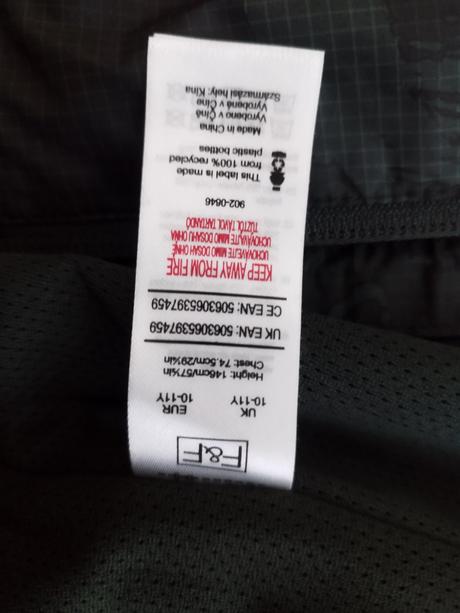 F&F
UK EUR
10-11Y 10-11Y
Height: 146cm/57½in
Chest: 74.5cm/29¼in
UK EAN: 5063065397459
CE EAN: 5063065397459
KEEP AWAY FROM FIRE
UCHOVÁVEJTE MIMO DOSAH OHNĚ
UCHOVÁVAJTE MIMO DOSAHU OHŇA
TŰZTŐL TÁVOL TARTANDÓ
902-0646
This label is made
from 100% recycled
plastic bottles
Made in China
Vyrobeno v Číně
Vyrobené v Číne
Származási hely: Kína